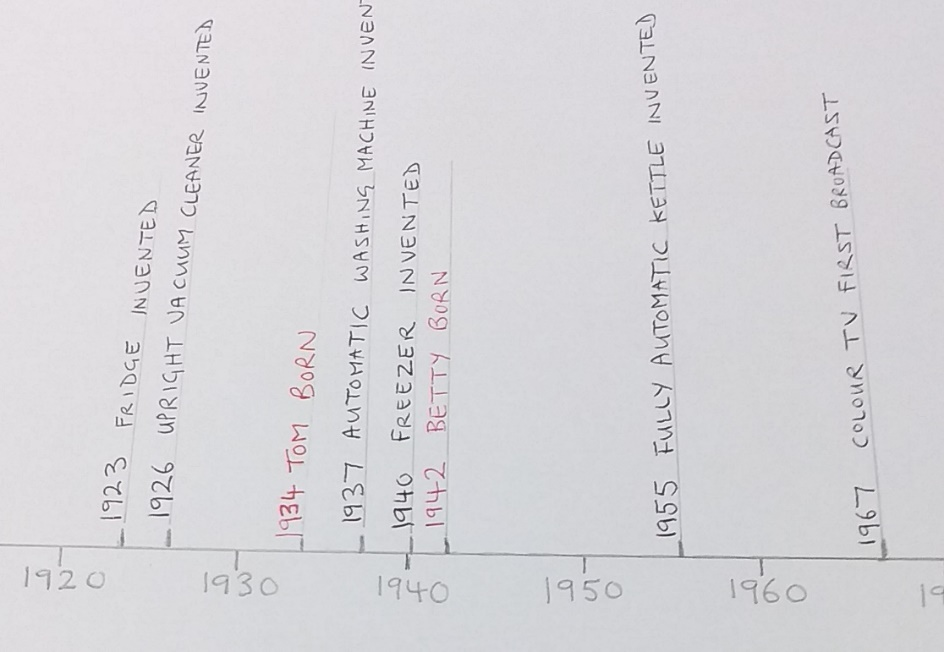 1923 FRIDGE INVENTED
1926 UPRIGHT VACUUM CLEANER INVENTED
1934 TOM BORN
1937 AUTOMATIC WASHING MACHINE INVEN
1940 FREEZER INVENTED
1942 BETTY BORN
1955 FULLY AUTOMATIC KETTLE INVENTED
1967 COLOUR TV FIRST BROADCAST
1920 1930 1940 1950 1960 19